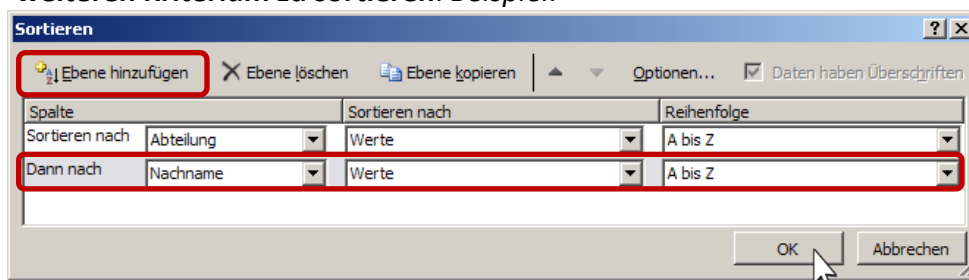 weiteren Kriterium zu sortieren. Beispiel:
Sortieren ? X
Ebene hinzufügen Ebene löschen Ebene kopieren Optionen... Daten haben Überschriften
Spalte Sortieren nach Reihenfolge
Sortieren nach Abteilung Werte A bis Z
Dann nach Nachname Werte A bis Z
OK Abbrechen